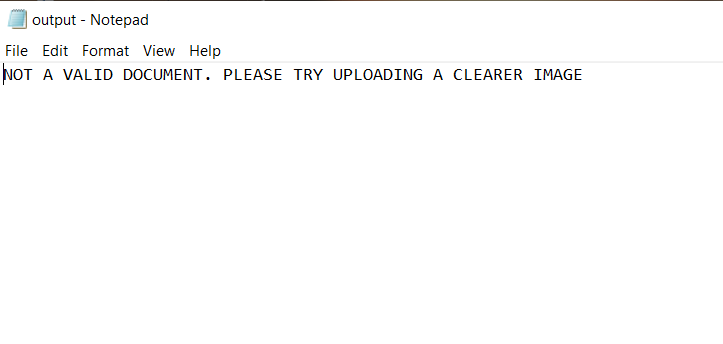 output - Notepad
File Edit Format View Help
NOT A VALID DOCUMENT. PLEASE TRY UPLOADING A CLEARER IMAGE